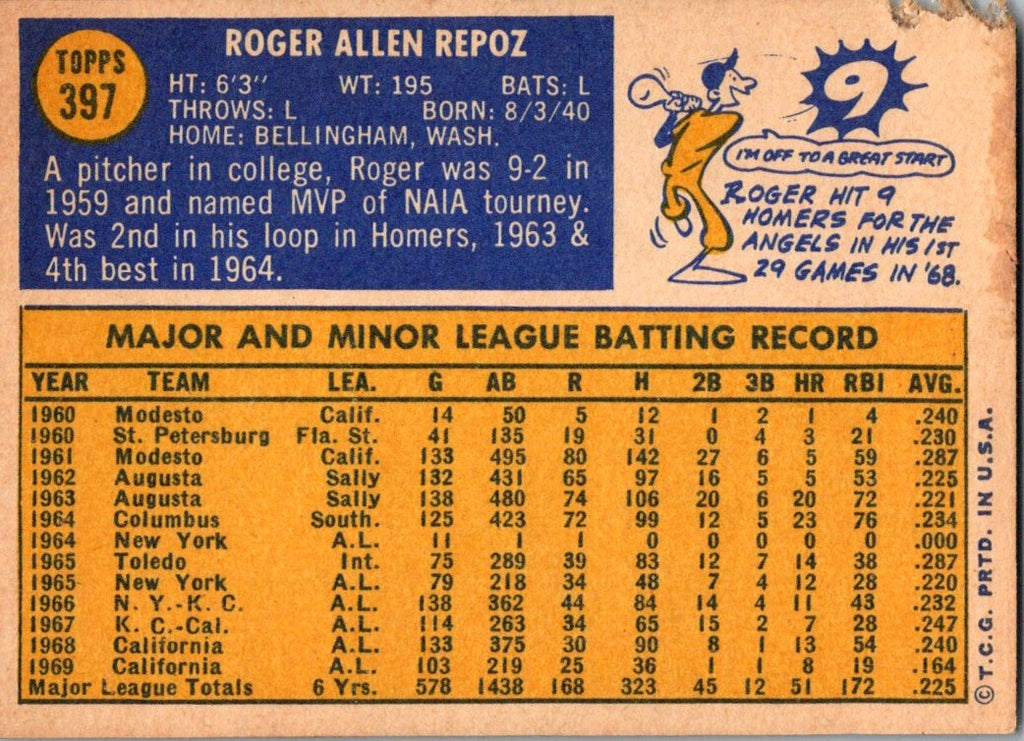 TOPPS
397
ROGER ALLEN REPOZ
HT: 6'3" WT: 195 BATS: L
THROWS: L BORN: 8/3/40
HOME: BELLINGHAM, WASH.
A pitcher in college, Roger was 9-2 in
1959 and named MVP of NAIA tourney.
Was 2nd in his loop in Homers, 1963 &
4th best in 1964.
9
I'M OFF TO A GREAT START
ROGER HIT 9
HOMERS FOR THE
ANGELS IN HIS 1ST
29 GAMES IN '68.
MAJOR AND MINOR LEAGUE BATTING RECORD
YEAR TEAM LEA. G AB R H 2B 3B HR RBI AVG.
1960 Modesto Calif. 14 50 5 12 1 2 1 4 .240
1960 St. Petersburg Fla. St. 41 135 19 31 0 4 3 21 .230
1961 Modesto Calif. 133 495 80 142 27 6 5 59 .287
1962 Augusta Sally 132 431 65 97 16 5 5 53 .225
1963 Augusta Sally 138 480 74 106 20 6 20 72 .221
1964 Columbus South. 125 423 72 99 12 5 23 76 .234
1964 New York A.L. 11 1 1 0 0 0 0 0 .000
1965 Toledo Int. 75 289 39 83 12 7 14 38 .287
1965 New York A.L. 79 218 34 48 7 4 12 28 .220
1966 N. Y.-K. C. A.L. 138 362 44 84 14 4 11 43 .232
1967 K. C.-Cal. A.L. 114 263 34 65 15 2 7 28 .247
1968 California A.L. 133 375 30 90 8 1 13 54 .240
1969 California A.L. 103 219 25 36 1 1 8 19 .164
Major League Totals 6 Yrs. 578 1438 168 323 45 12 51 172 .225
© T.C.G. PRTD. IN U.S.A.